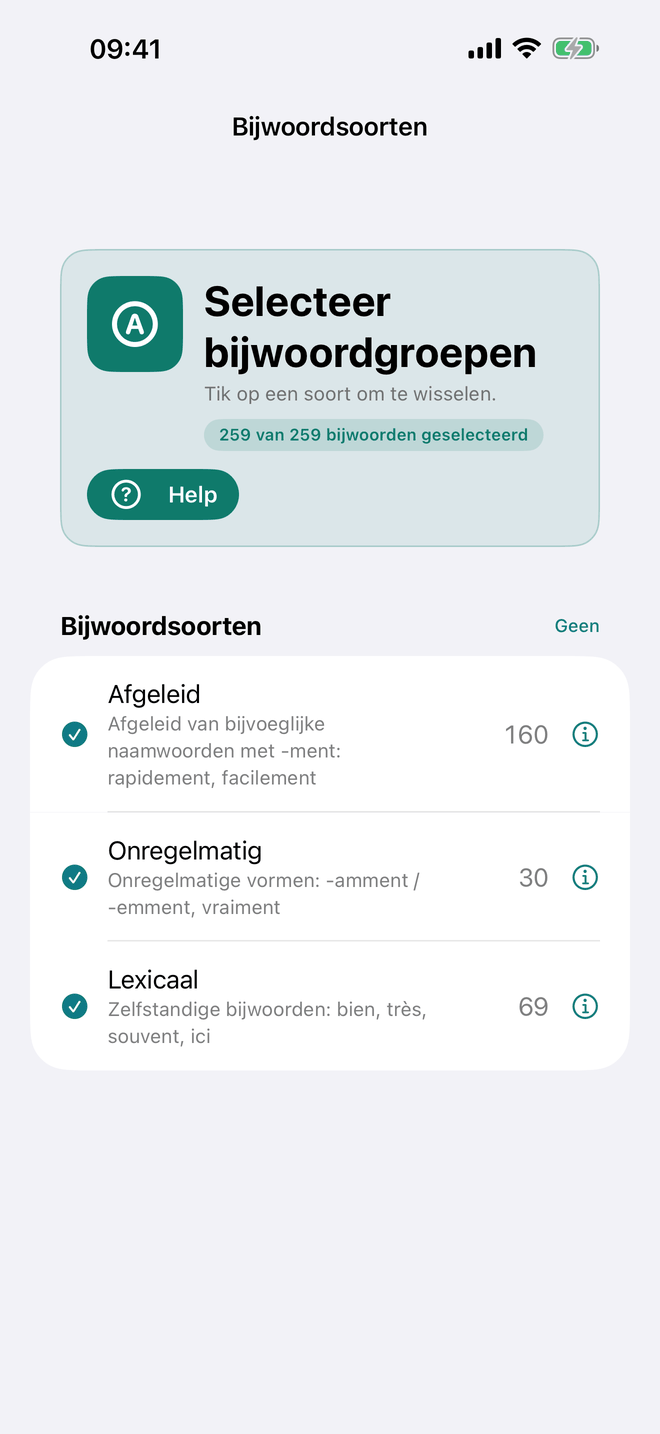 09:41
Bijwoordsoorten
A
Selecteer
bijwoordgroepen
Tik op een soort om te wisselen.
259 van 259 bijwoorden geselecteerd
? Help
Bijwoordsoorten Geen
Afgeleid
Afgeleid van bijvoeglijke
naamwoorden met -ment:
rapidement, facilement
160
Onregelmatig
Onregelmatige vormen: -amment /
-emment, vraiment
30
Lexicaal
Zelfstandige bijwoorden: bien, très,
souvent, ici
69